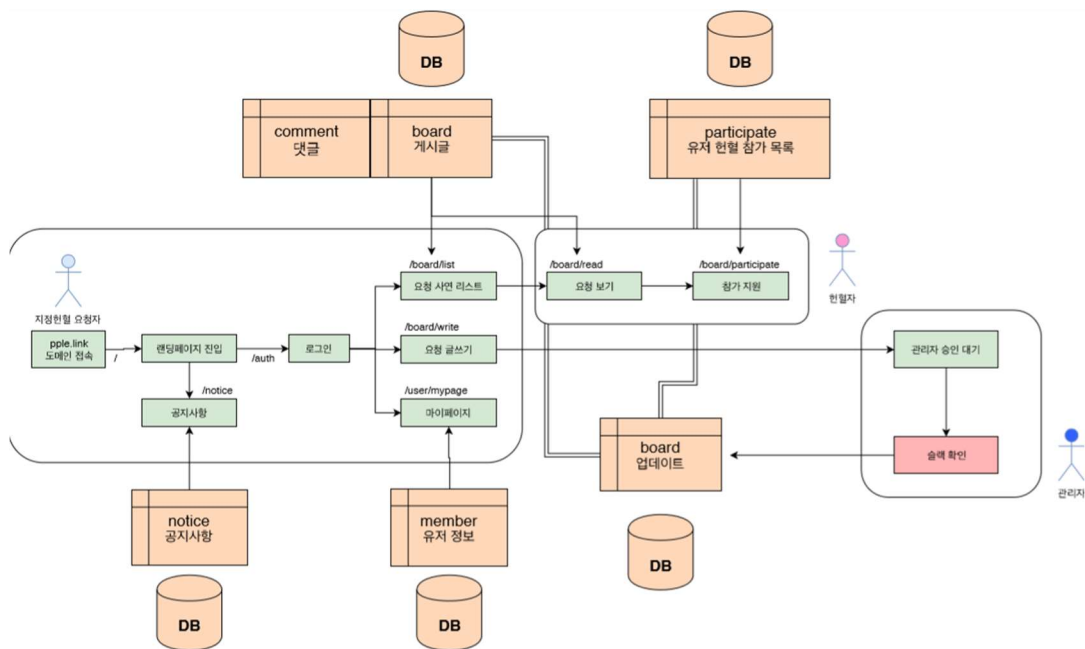 DB
DB
comment
댓글
board
게시글
participate
유저 헌혈 참가 목록
/board/list
요청 사연 리스트
/board/read
요청 보기
/board/participate
참가 지원
헌혈자
지정헌혈 요청자
pple.link
도메인 접속
/
랜딩페이지 진입
/auth
로그인
/board/write
요청 글쓰기
관리자 승인 대기
/notice
공지사항
/user/mypage
마이페이지
board
업데이트
슬랙 확인
관리자
notice
공지사항
member
유저 정보
DB
DB
DB